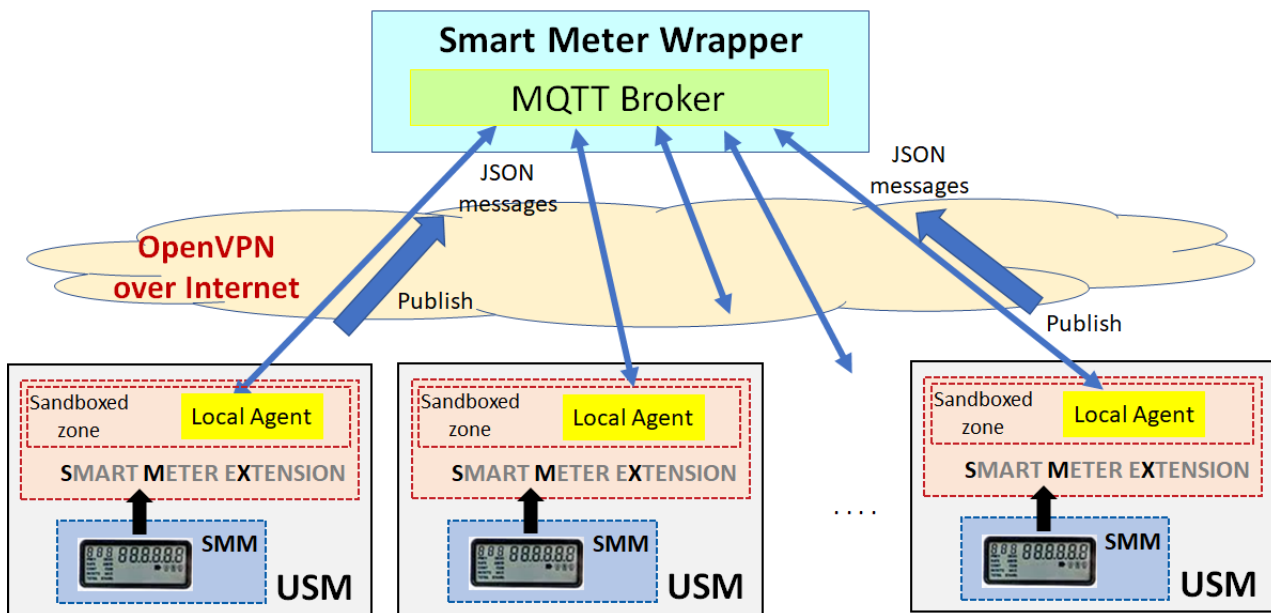 Smart Meter Wrapper
MQTT Broker
JSON
messages
JSON
messages
OpenVPN
over Internet
Publish
Publish
Sandboxed
zone
Local Agent
SMART METER EXTENSION
SMM
USM
Sandboxed
zone
Local Agent
SMART METER EXTENSION
SMM
USM
. . . .
Sandboxed
zone
Local Agent
SMART METER EXTENSION
SMM
USM